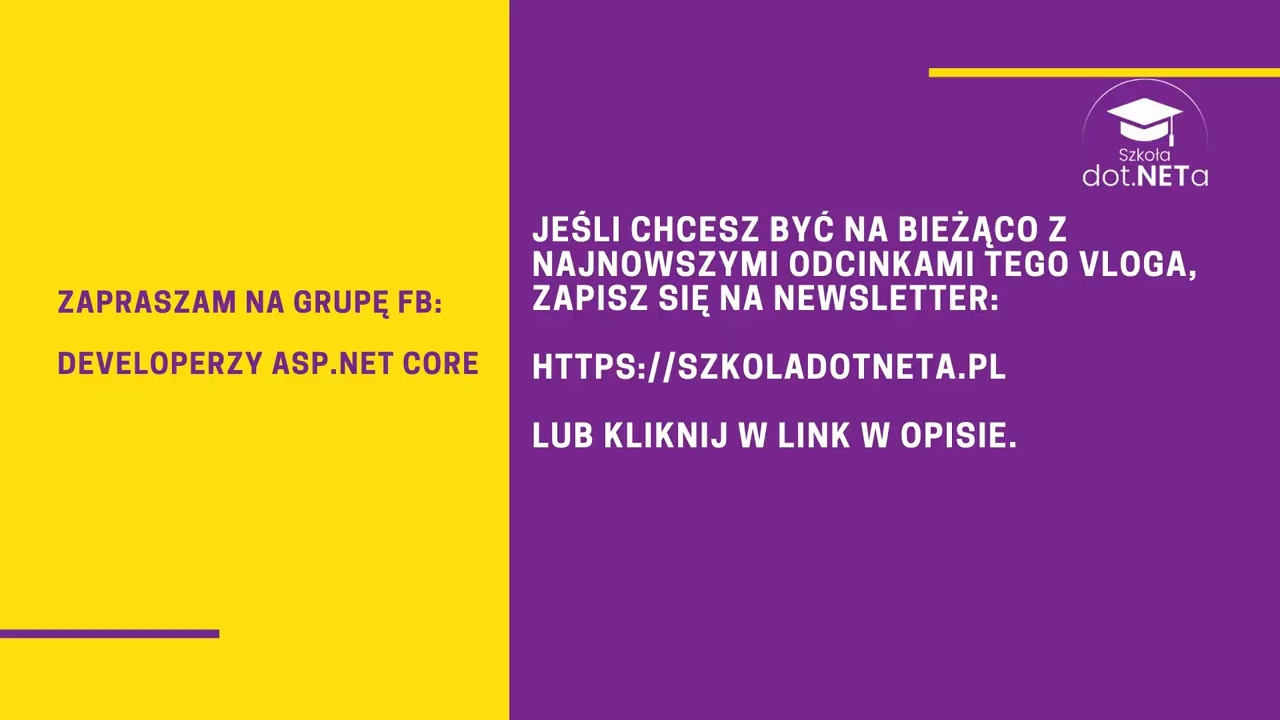 ZAPRASZAM NA GRUPĘ FB:
DEVELOPERZY ASP.NET CORE
Szkoła
dot.NETa
JEŚLI CHCESZ BYĆ NA BIEŻĄCO Z
NAJNOWSZYMI ODCINKAMI TEGO VLOGA,
ZAPISZ SIĘ NA NEWSLETTER:
HTTPS://SZKOLADOTNETA.PL
LUB KLIKNIJ W LINK W OPISIE.